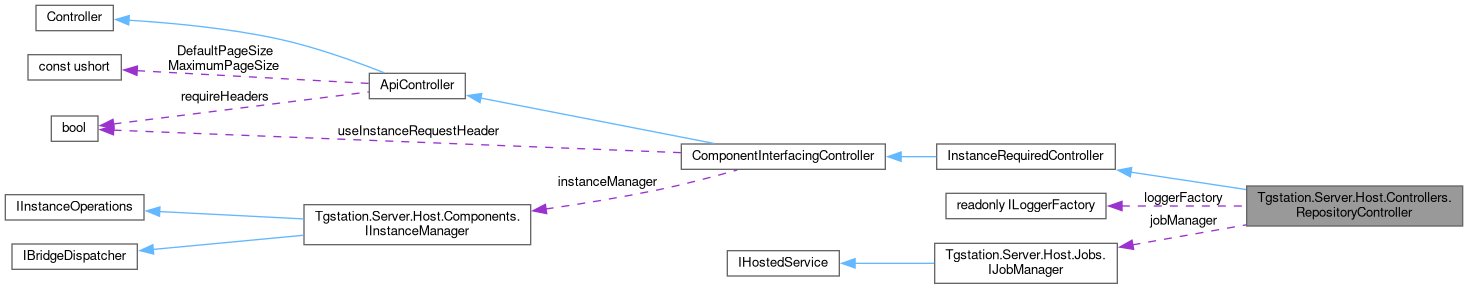 Controller
DefaultPageSize
MaximumPageSize
const ushort
ApiController
requireHeaders
bool
useInstanceRequestHeader
ComponentInterfacingController
InstanceRequiredController
instanceManager
loggerFactory
Tgstation.Server.Host.Controllers.
RepositoryController
readonly ILoggerFactory
IInstanceOperations
Tgstation.Server.Host.Components.
IInstanceManager
jobManager
IBridgeDispatcher
IHostedService
Tgstation.Server.Host.Jobs.
IJobManager